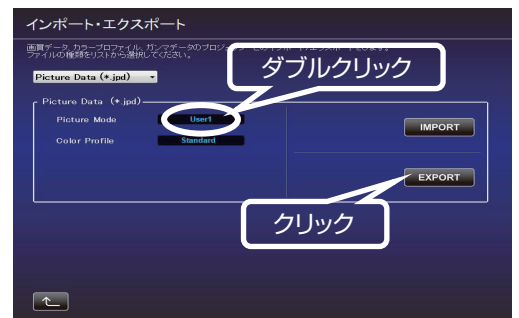 インポート・エクスポート
画質データ、カラープロファイル、ガンマデータのプロジェクターとのインポート/エクスポートをします。
ファイルの種類をリストから選択してください。
ダブルクリック
Picture Data (*.jpd)
Picture Data (*.jpd)
Picture Mode
User1
IMPORT
Color Profile
Standard
EXPORT
クリック